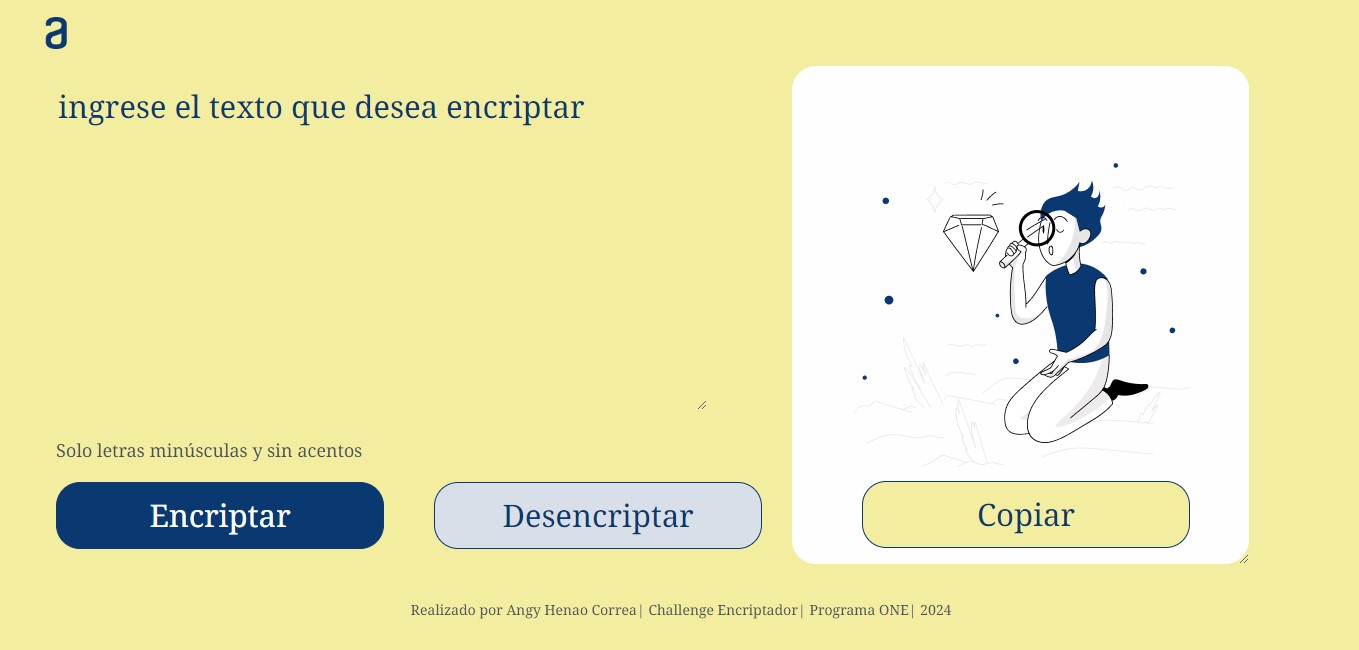 a
ingrese el texto que desea encriptar
Solo letras minúsculas y sin acentos
Encriptar
Desencriptar
Copiar
Realizado por Angy Henao Correa| Challenge Encriptador| Programa ONE| 2024